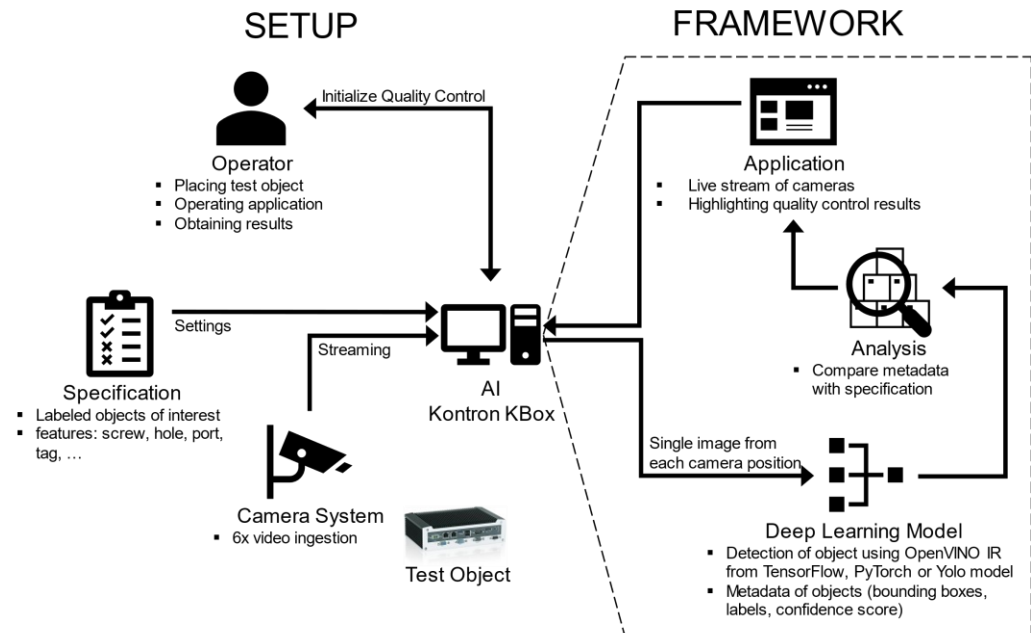 SETUP
FRAMEWORK
Initialize Quality Control
Operator
▪ Placing test object
▪ Operating application
▪ Obtaining results
Application
▪ Live stream of cameras
▪ Highlighting quality control results
Settings
Streaming
Specification
▪ Labeled objects of interest
▪ features: screw, hole, port,
tag, …
AI
Kontron KBox
Analysis
▪ Compare metadata
with specification
Single image from
each camera position
Camera System
▪ 6x video ingestion
Test Object
Deep Learning Model
▪ Detection of object using OpenVINO IR
from TensorFlow, PyTorch or Yolo model
▪ Metadata of objects (bounding boxes,
labels, confidence score)